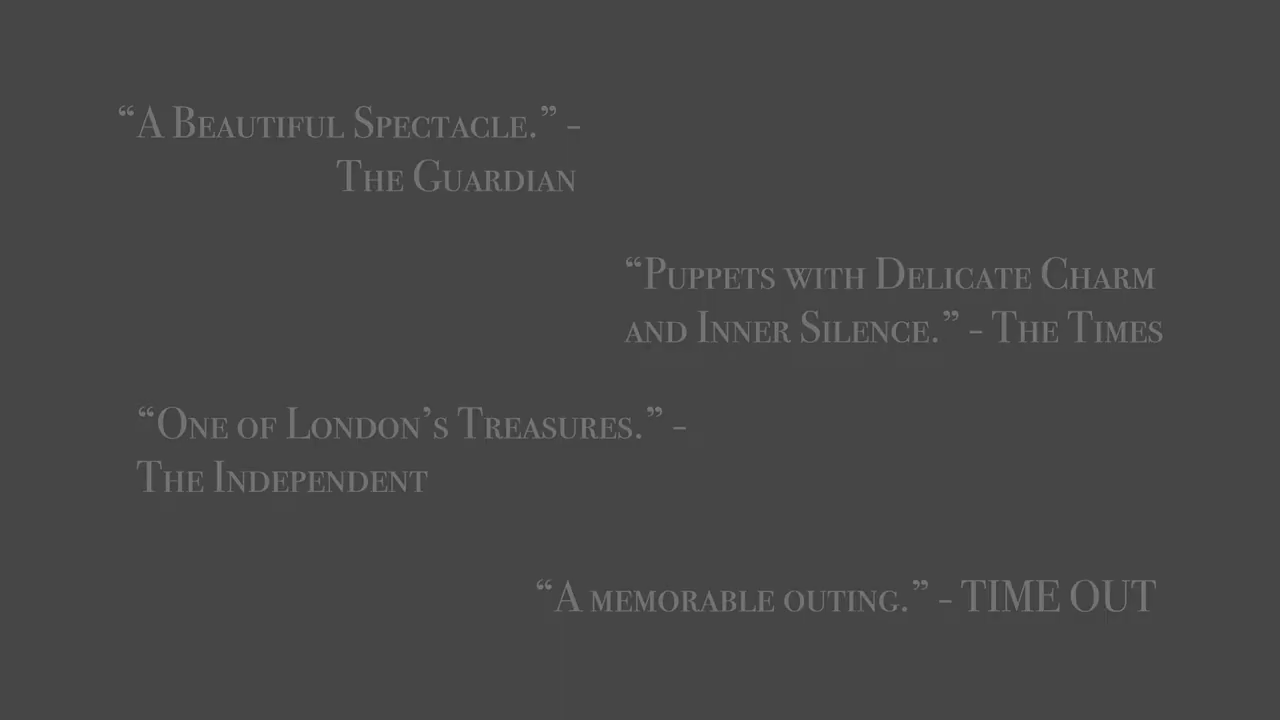 “A Beautiful Spectacle.” -
The Guardian
“Puppets with Delicate Charm
and Inner Silence.” - The Times
“One of London’s Treasures.” -
The Independent
“A memorable outing.” - TIME OUT